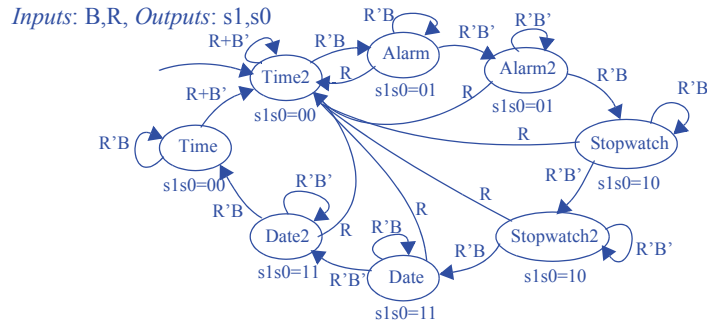 Inputs: B,R, Outputs: s1,s0
R+B'
R'B
R'B
Alarm
R'B'
R'B'
Time2
R
Alarm2
R'B
R'B
s1s0=01
R+B'
s1s0=00
R
s1s0=01
R'B
Time
R
Stopwatch
s1s0=00
R'B'
s1s0=10
R'B'
R
R'B
R
R'B
Date2
R
R'B
Stopwatch2
R'B'
s1s0=11
R'B'
Date
s1s0=10
s1s0=11